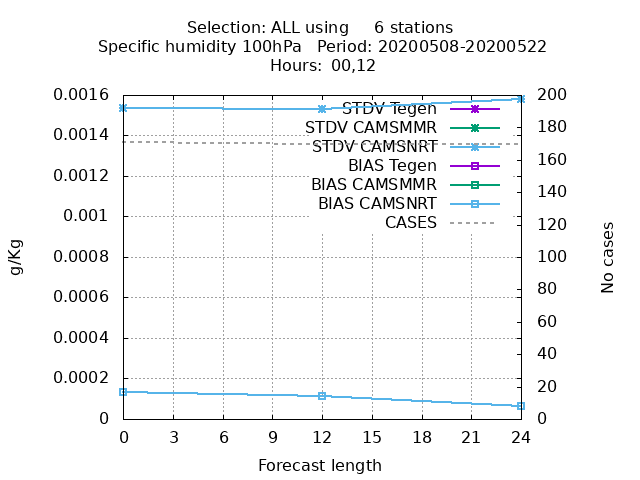 Selection: ALL using     6 stations
Specific humidity 100hPa   Period: 20200508-20200522
Hours: 00,12
0.0016
0.0014
0.0012
0.001
0.0008
0.0006
0.0004
0.0002
0
g/Kg
STDV Tegen
STDV CAMSMMR
STDV CAMSNRT
BIAS Tegen
BIAS CAMSMMR
BIAS CAMSNRT
CASES
200
180
160
140
120
100
80
60
40
20
0
No cases
0 3 6 9 12 15 18 21 24
Forecast length